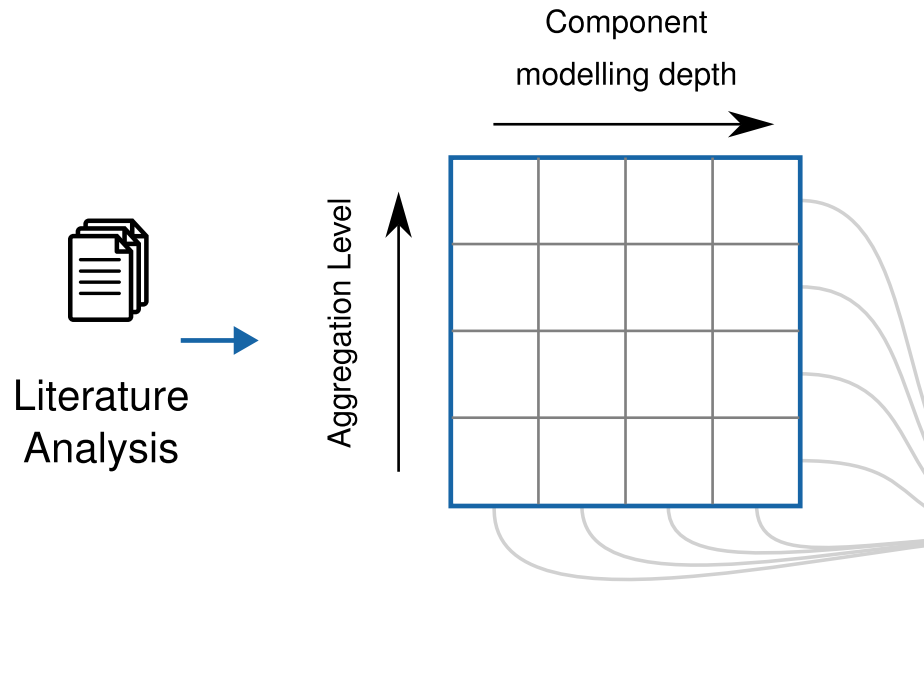 Component
modelling depth
Aggregation Level
Literature
Analysis